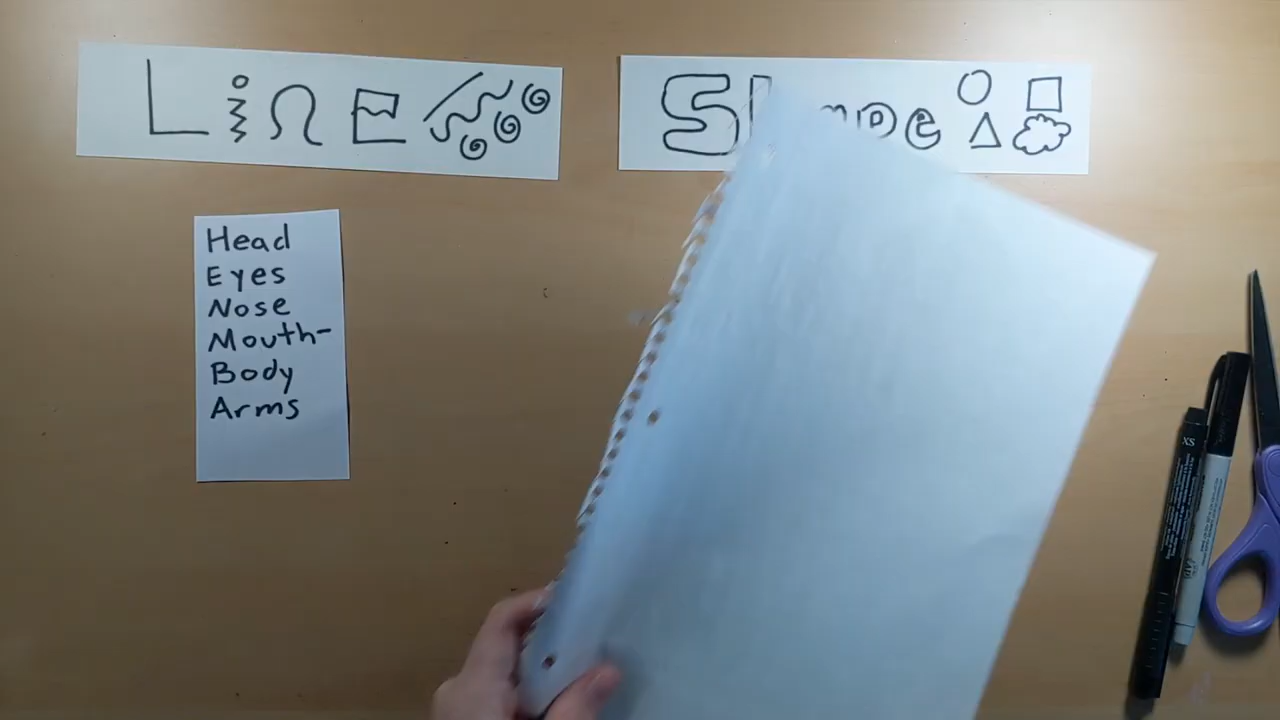 LinE
Head
Eyes
Nose
Mouth-
Body
Arms
XS